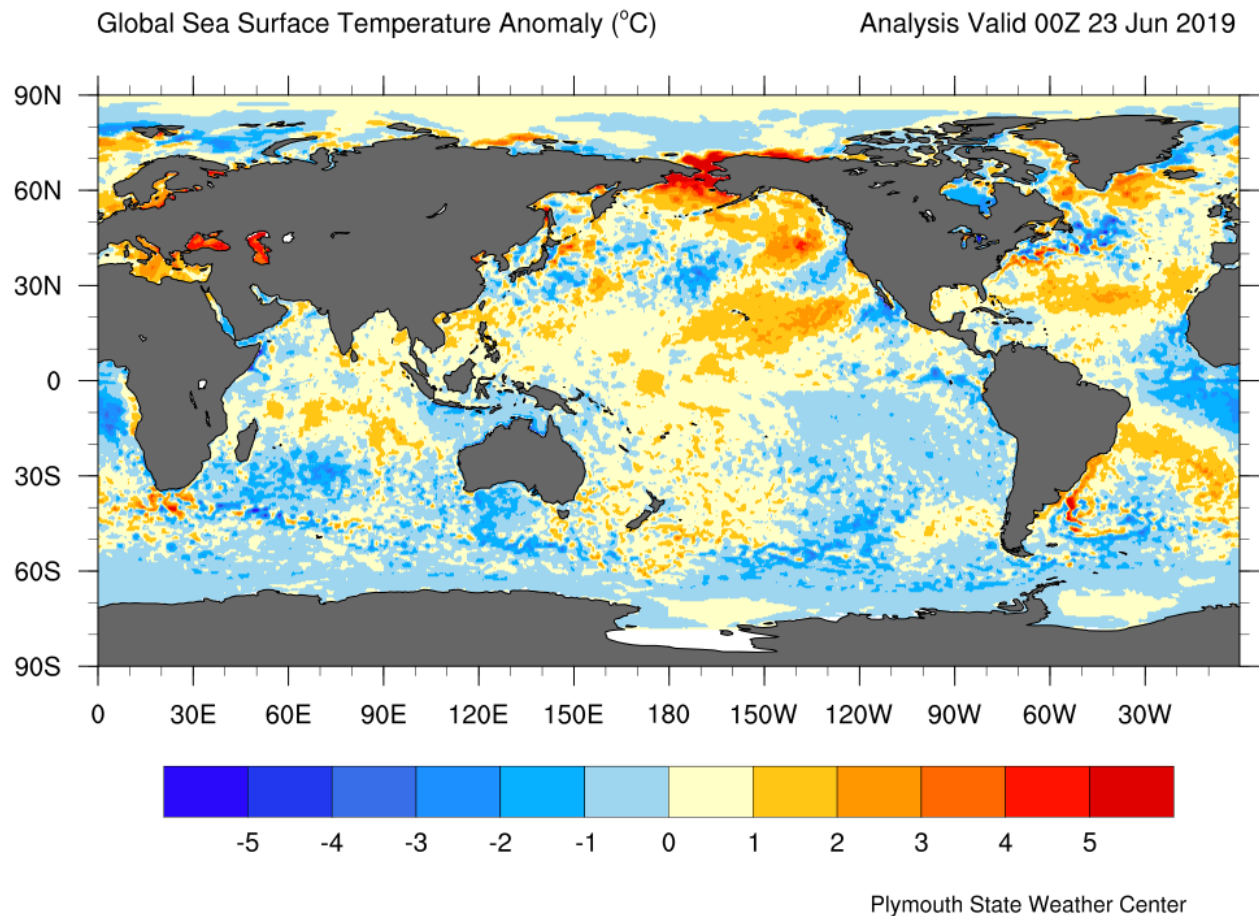 Global Sea Surface Temperature Anomaly (°C) Analysis Valid 00Z 23 Jun 2019
90N
60N
30N
0
30S
60S
90S
0 30E 60E 90E 120E 150E 180 150W 120W 90W 60W 30W
-5 -4 -3 -2 -1 0 1 2 3 4 5
Plymouth State Weather Center